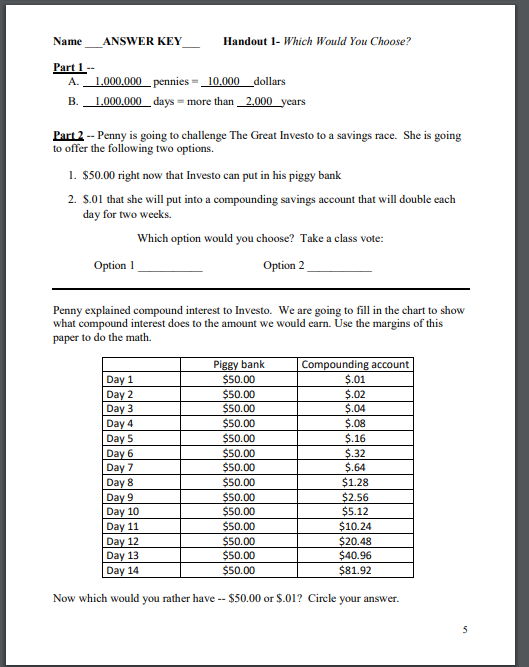 Name ___ANSWER KEY___ Handout 1- Which Would You Choose?
Part 1 --
A. __1,000,000__ pennies = _10,000__dollars
B. __1,000,000__ days = more than _2,000_years
Part 2 -- Penny is going to challenge The Great Investo to a savings race. She is going
to offer the following two options.
1. $50.00 right now that Investo can put in his piggy bank
2. $.01 that she will put into a compounding savings account that will double each
day for two weeks.
Which option would you choose? Take a class vote:
Option 1 ___________ Option 2 ___________
Penny explained compound interest to Investo. We are going to fill in the chart to show
what compound interest does to the amount we would earn. Use the margins of this
paper to do the math.
Piggy bank Compounding account
Day 1 $50.00 $.01
Day 2 $50.00 $.02
Day 3 $50.00 $.04
Day 4 $50.00 $.08
Day 5 $50.00 $.16
Day 6 $50.00 $.32
Day 7 $50.00 $.64
Day 8 $50.00 $1.28
Day 9 $50.00 $2.56
Day 10 $50.00 $5.12
Day 11 $50.00 $10.24
Day 12 $50.00 $20.48
Day 13 $50.00 $40.96
Day 14 $50.00 $81.92
Now which would you rather have -- $50.00 or $.01? Circle your answer.
5